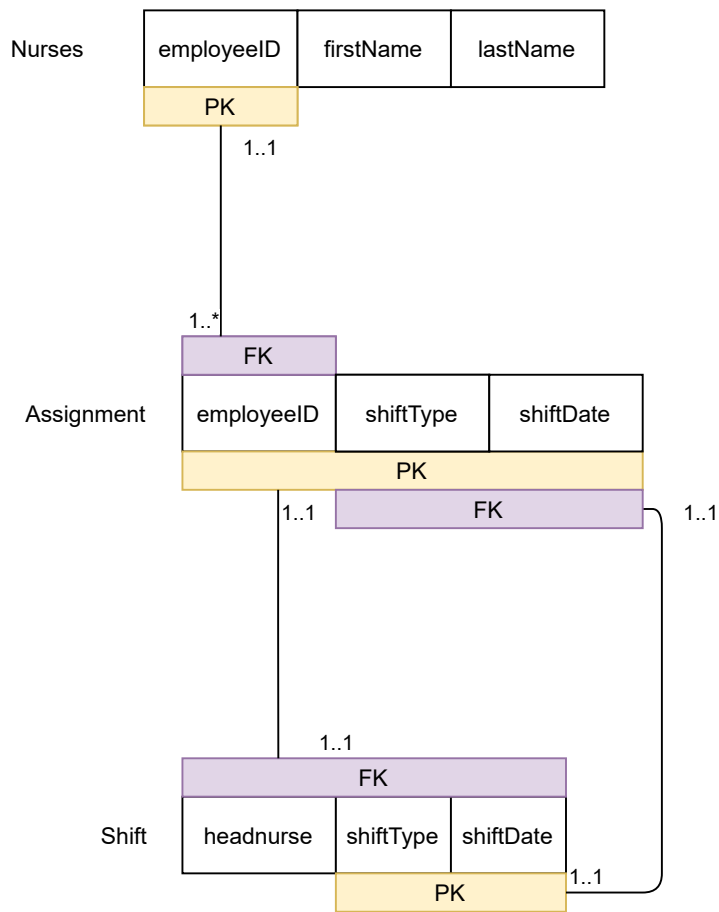 Nurses employeeID firstName lastName
PK
1..1
1..*
FK
Assignment employeeID shiftType shiftDate
PK
1..1 FK 1..1
1..1
FK
Shift headnurse shiftType shiftDate
1..1
PK